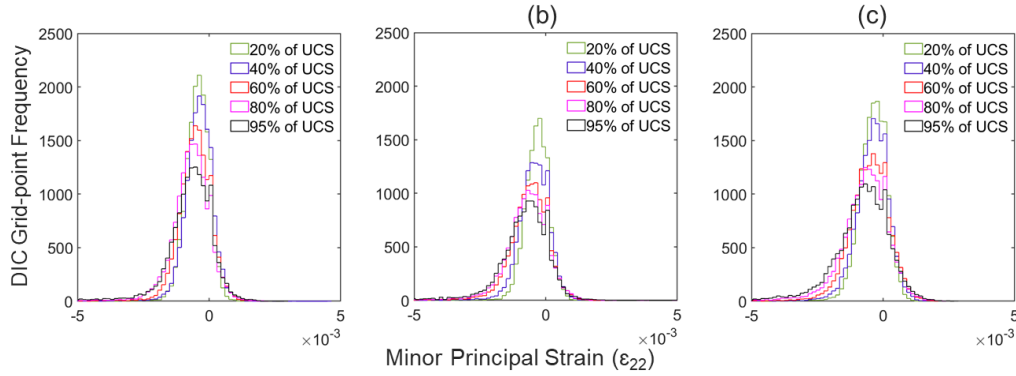 (b)
(c)
DIC Grid-point Frequency
2500
2000
1500
1000
500
0
20% of UCS
40% of UCS
60% of UCS
80% of UCS
95% of UCS
-5
0
5
×10⁻³
2500
2000
1500
1000
500
0
20% of UCS
40% of UCS
60% of UCS
80% of UCS
95% of UCS
-5
0
5
×10⁻³
2500
2000
1500
1000
500
0
20% of UCS
40% of UCS
60% of UCS
80% of UCS
95% of UCS
-5
0
5
×10⁻³
Minor Principal Strain (ε₂₂)